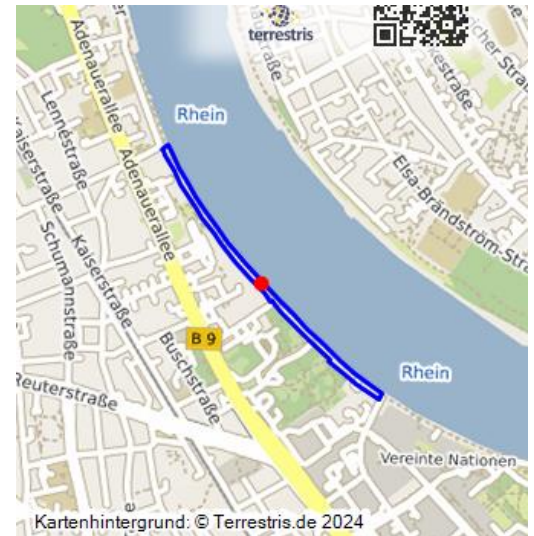 terrestris
Rhein
Adenauerallee
Lennéstraße
Kaiserstraße
Adenauerallee
Kaiserstraße
Schumannstraße
Elsa-Brändström-Stra
B 9
Buschstraße
Reuterstraße
Rhein
Vereinte Nationen
Kartenhintergrund: © Terrestris.de 2024